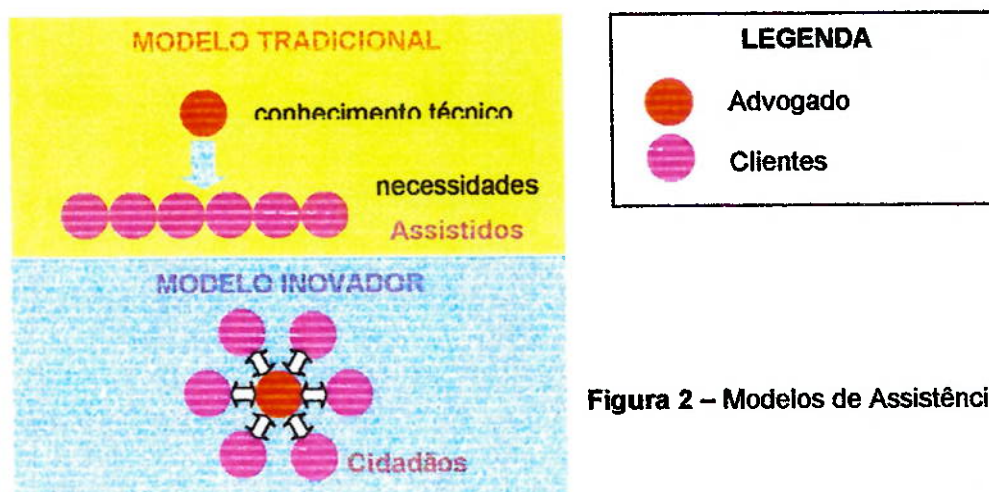 MODELO TRADICIONAL
conhecimento técnico
necessidades
Assistidos
MODELO INOVADOR
Cidadãos
LEGENDA
Advogado
Clientes
Figura 2 – Modelos de Assistênci